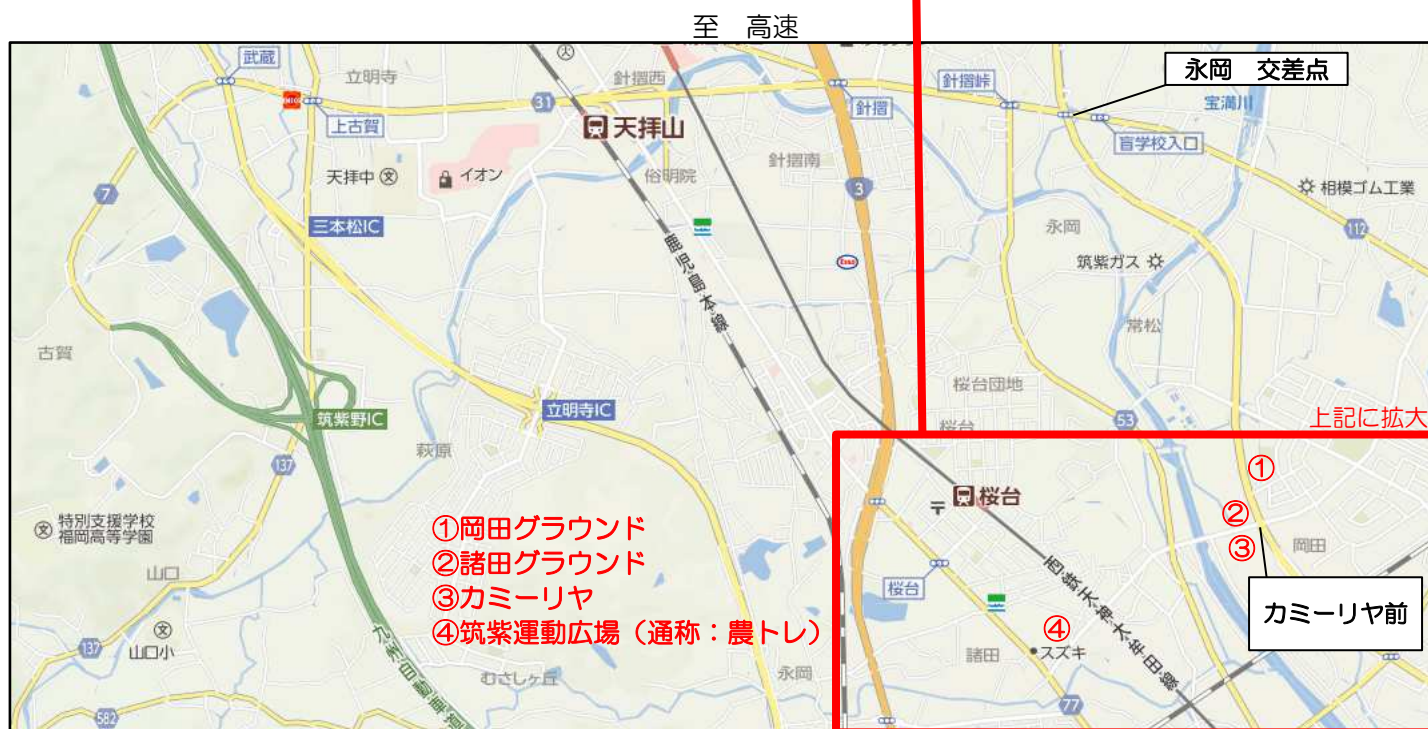 至　高速
武蔵
立明寺
針摺西
31
上古賀
天拝山
針摺
針摺峠
永岡　交差点
宝満川
盲学校入口
針摺南
天拝中
イオン
俗明院
相模ゴム工業
7
3
三本松IC
永岡
112
鹿児島本線
Esso
筑紫ガス
常松
古賀
桜台団地
筑紫野IC
立明寺IC
桜台
53
上記に拡大
萩原
137
①
桜台
特別支援学校
福岡高等学園
①岡田グラウンド
②
②諸田グラウンド
③
岡田
山口
西鉄天神大牟田線
桜台
カミーリヤ前
③カミーリヤ
④筑紫運動広場（通称：農トレ）
④
九州自動車道
137
山口小
諸田
スズキ
むさしヶ丘
永岡
582
77